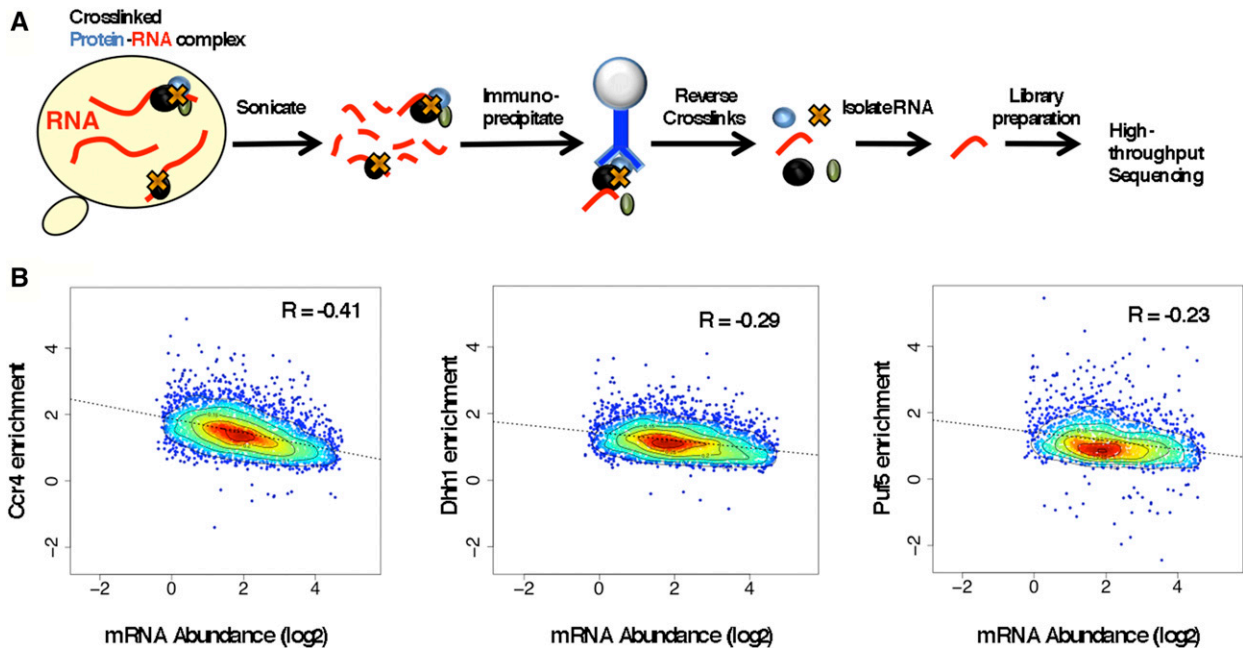 A
Crosslinked
Protein-RNA complex
RNA
Sonicate
Immuno-
precipitate
Reverse
Crosslinks
IsolateRNA
Library
preparation
High-
throughput
Sequencing
B
R = -0.41
Ccr4 enrichment
4
2
0
−2
−2 0 2 4
mRNA Abundance (log2)
R = -0.29
Dhh1 enrichment
4
2
0
−2
−2 0 2 4
mRNA Abundance (log2)
R = -0.23
Puf5 enrichment
4
2
0
−2
−2 0 2 4
mRNA Abundance (log2)